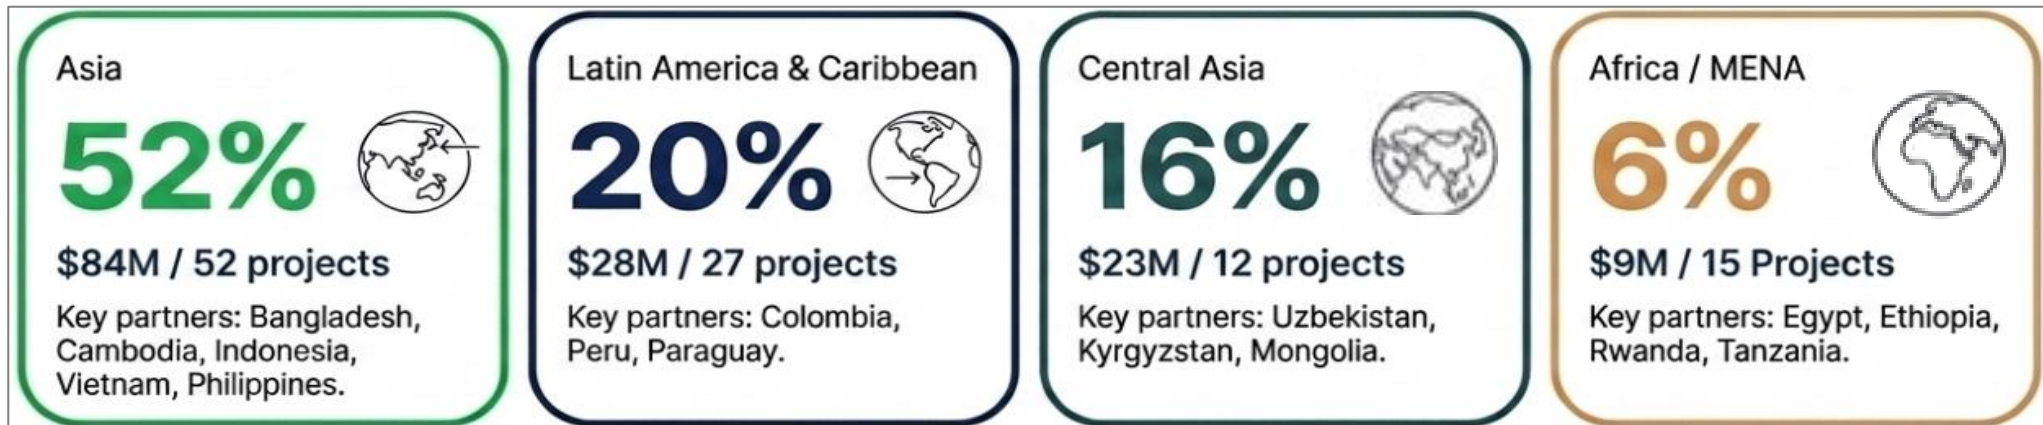 Asia
52%
$84M / 52 projects
Key partners: Bangladesh,
Cambodia, Indonesia,
Vietnam, Philippines.
Latin America & Caribbean
20%
$28M / 27 projects
Key partners: Colombia,
Peru, Paraguay.
Central Asia
16%
$23M / 12 projects
Key partners: Uzbekistan,
Kyrgyzstan, Mongolia.
Africa / MENA
6%
$9M / 15 Projects
Key partners: Egypt, Ethiopia,
Rwanda, Tanzania.